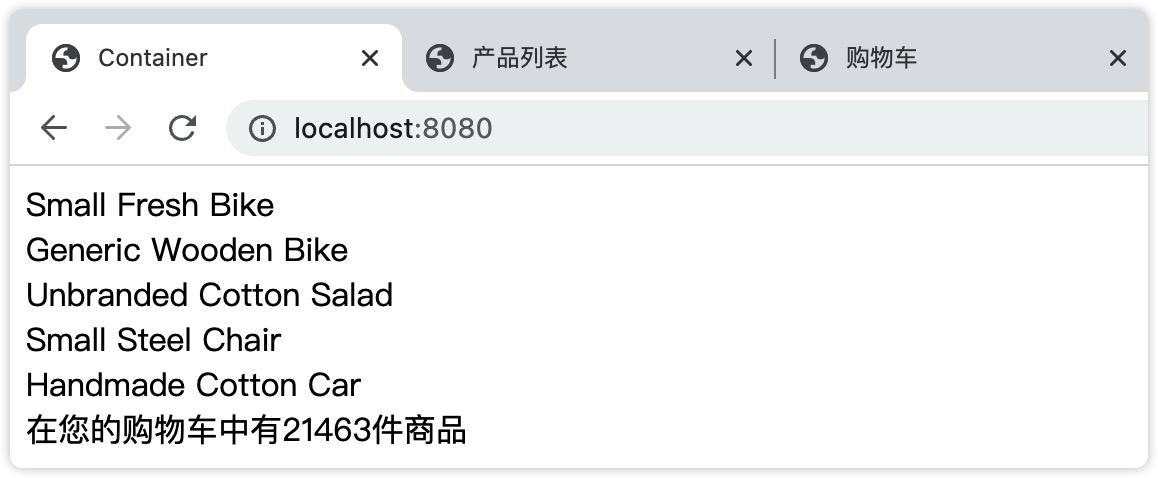 Container
产品列表
购物车
localhost:8080
Small Fresh Bike
Generic Wooden Bike
Unbranded Cotton Salad
Small Steel Chair
Handmade Cotton Car
在您的购物车中有21463件商品